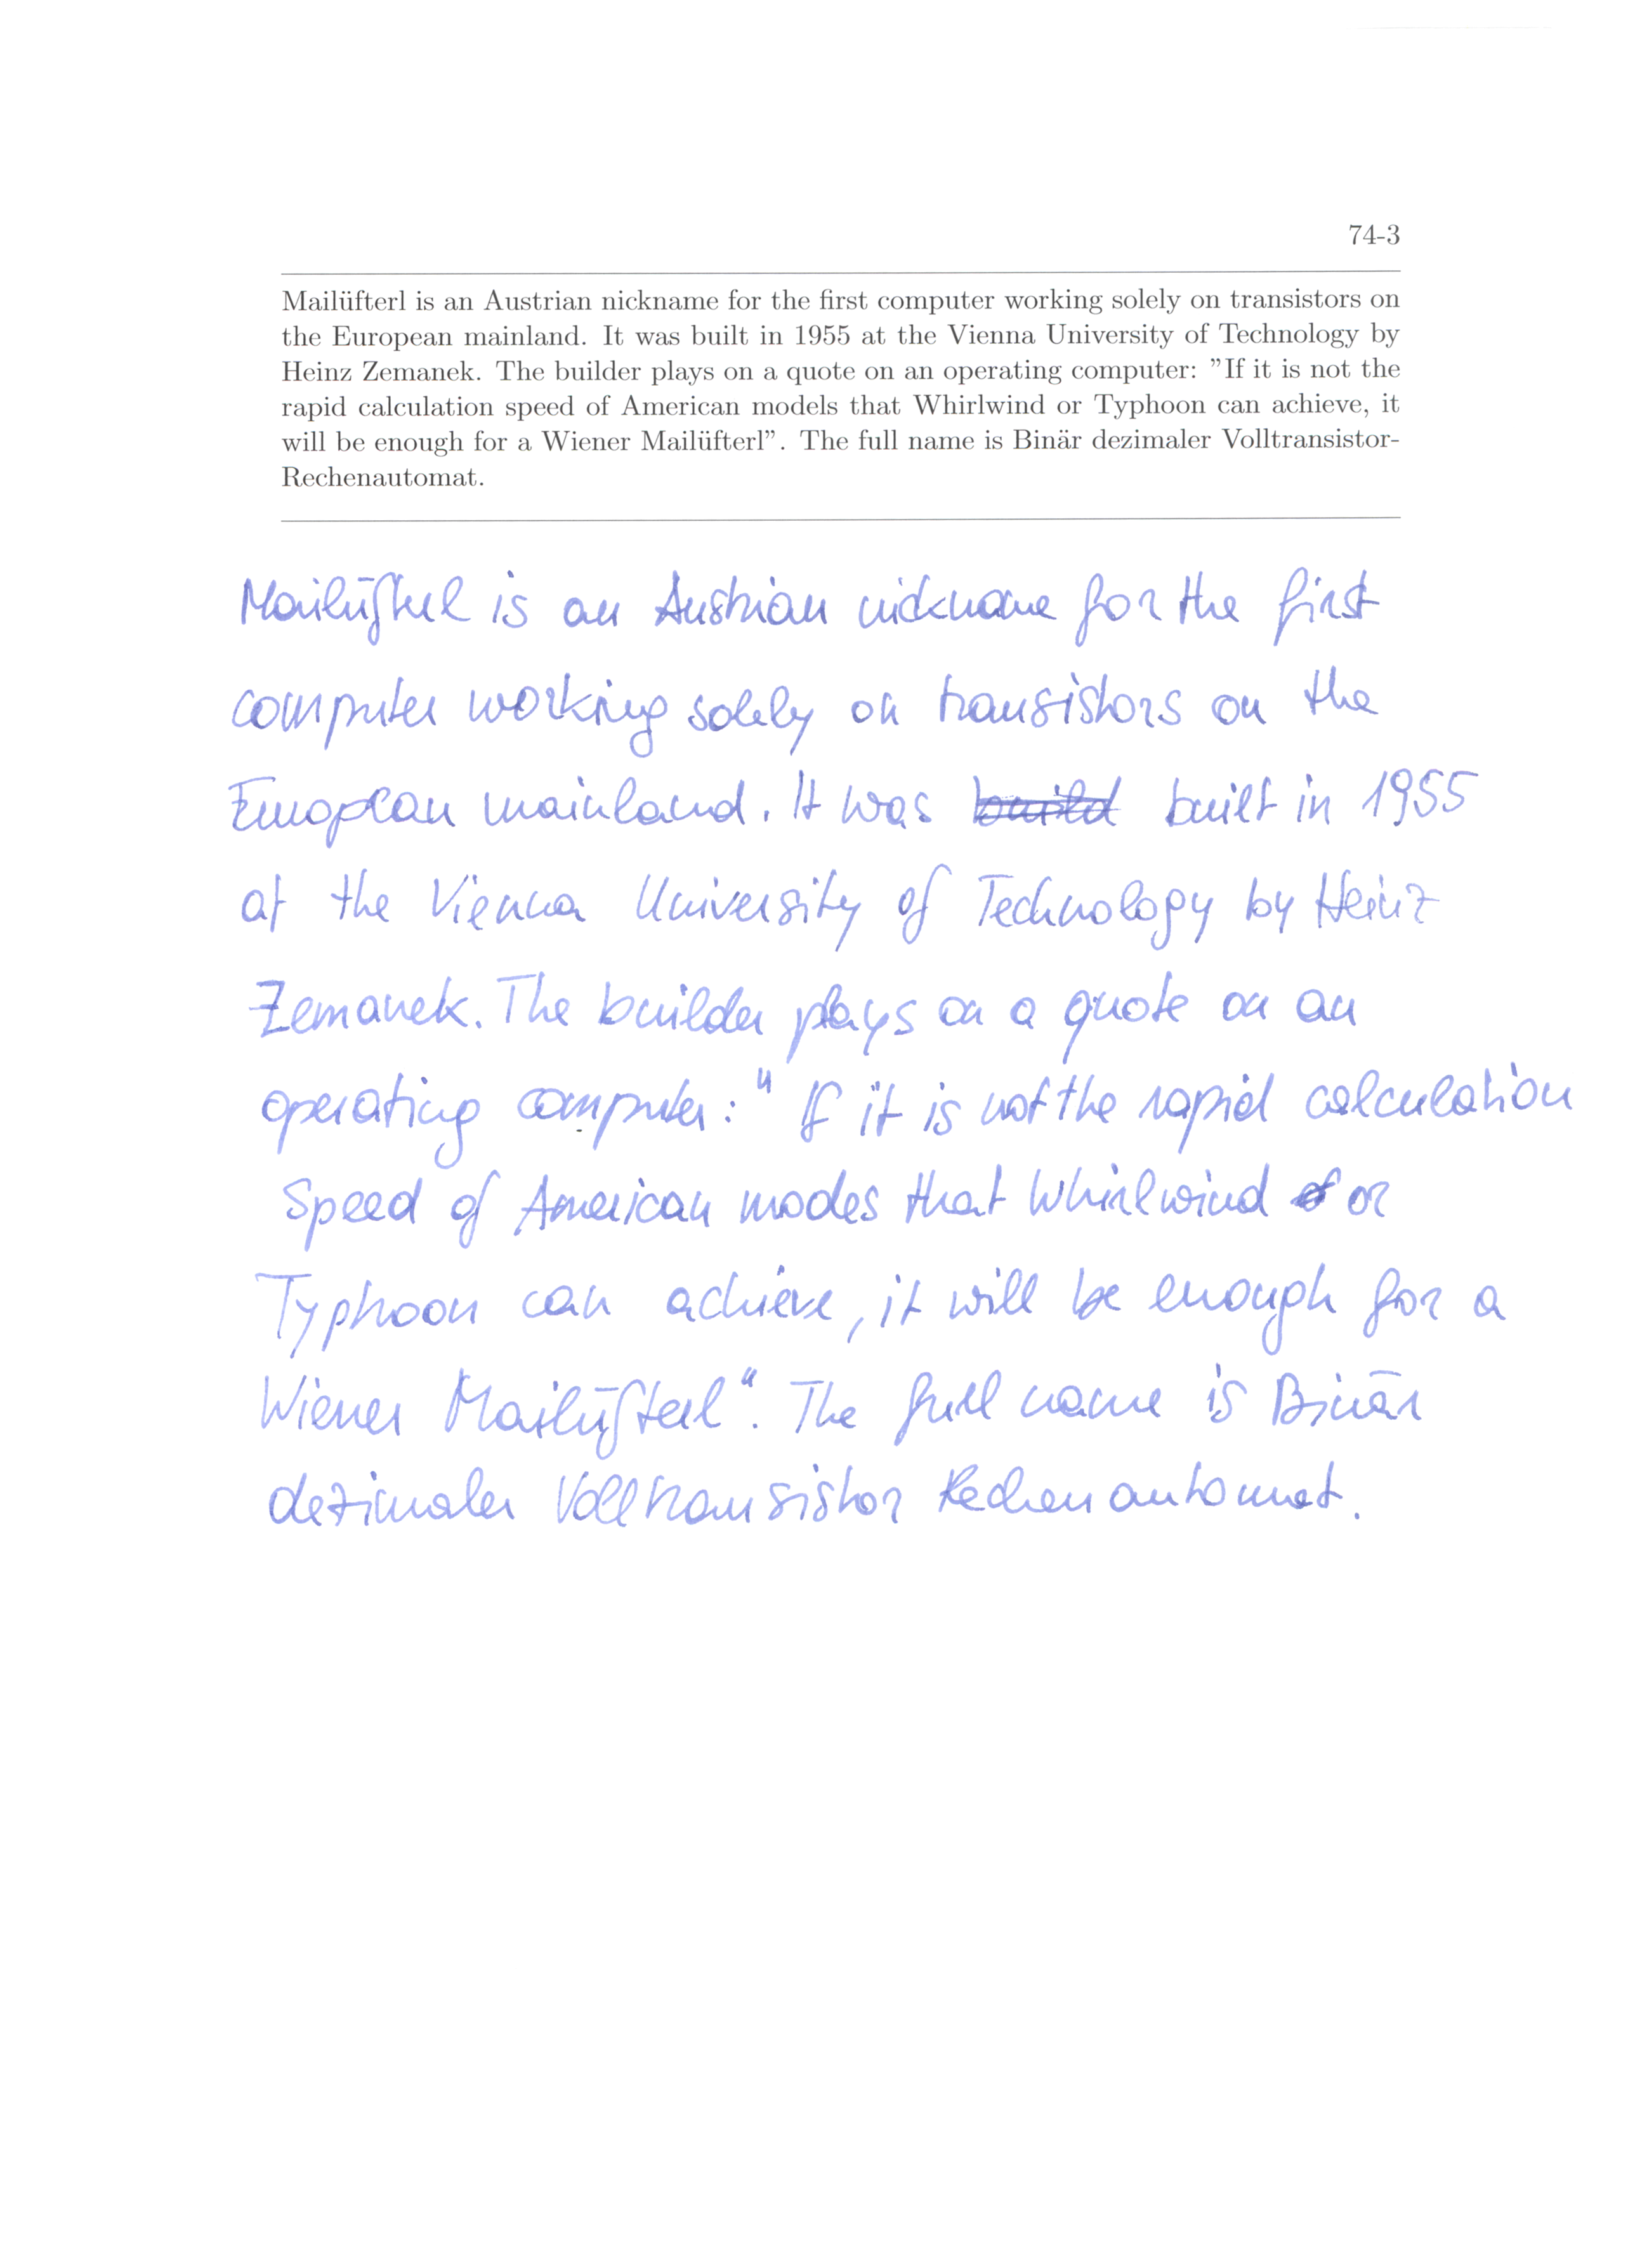 74-3
Mailüfterl is an Austrian nickname for the first computer working solely on transistors on
the European mainland. It was built in 1955 at the Vienna University of Technology by
Heinz Zemanek. The builder plays on a quote on an operating computer: ”If it is not the
rapid calculation speed of American models that Whirlwind or Typhoon can achieve, it
will be enough for a Wiener Mailüfterl”. The full name is Binär dezimaler Volltransistor-
Rechenautomat.
Mailüfterl is an Austrian nickname for the first
computer working solely on transistors on the
European mainland. It was build built in 1955
at the Vienna University of Technology by Heinz
Zemanek. The builder plays on a quote on an
operating computer: " If it is not the rapid calculation
speed of American modes that Whirlwind of or
Typhoon can achieve, it will be enough for a
Wiener Mailüfterl". The full name is Binär
dezimaler Volltransistor Rechenautomat.